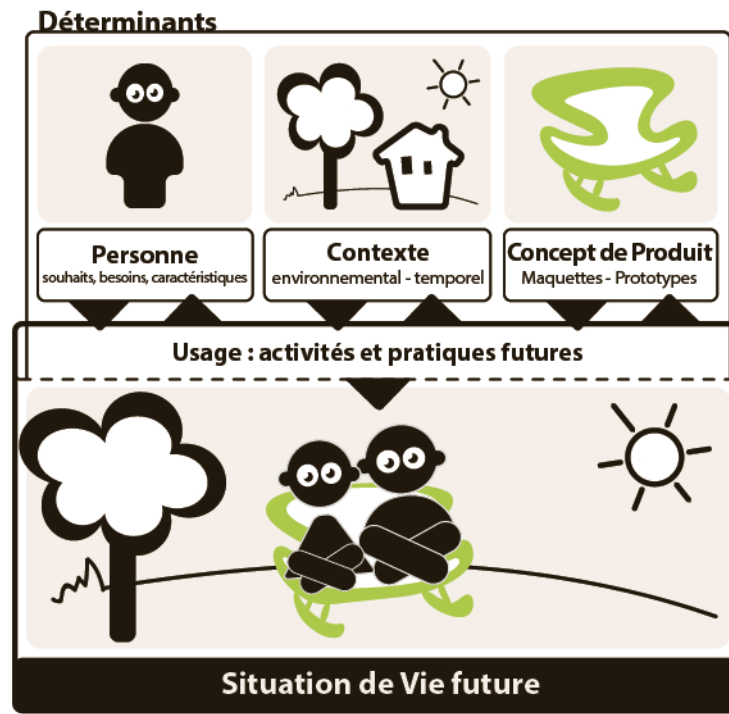 Déterminants
Personne
souhaits, besoins, caractéristiques
Contexte
environnemental - temporel
Concept de Produit
Maquettes - Prototypes
Usage : activités et pratiques futures
Situation de Vie future